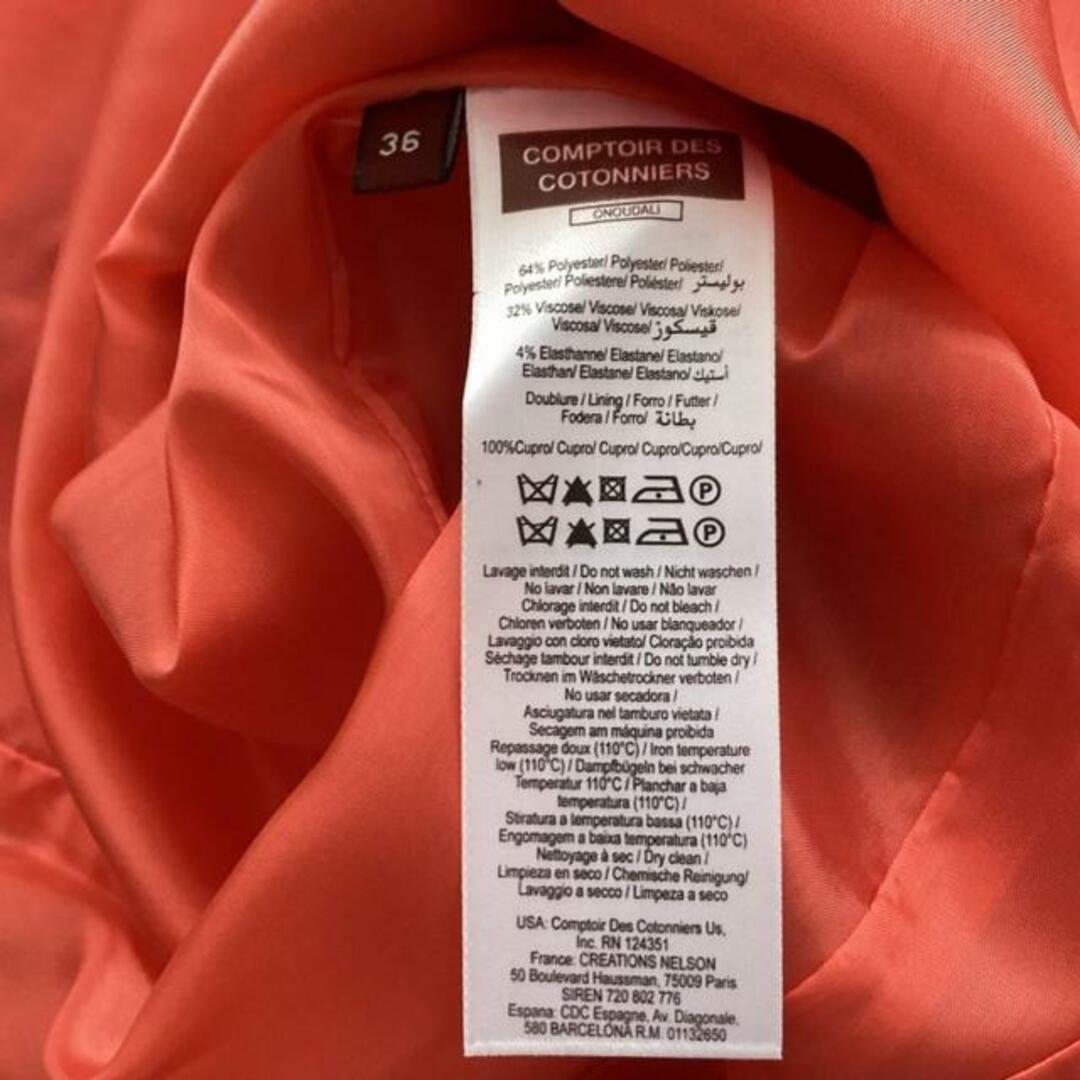 36
COMPTOIR DES
COTONNIERS
ONOUDALI
64% Polyester/ Polyester/ Poliester/
Polyester/ Poliestere/ Poliéster/ بوليستر
32% Viscose/ Viscose/ Viscosa/ Viskose/
Viscosa/ Viscose/ ڤيسكوز
4% Elasthanne/ Elastane/ Elastano/
Elasthan/ Elastane/ Elastano/ أستيك
Doublure / Lining / Forro / Futter /
Fodera / Forro/ بطانة
100%Cupro/ Cupro/ Cupro/ Cupro/Cupro/Cupro/
P
P
Lavage interdit / Do not wash / Nicht waschen /
No lavar / Non lavare / Não lavar
Chlorage interdit / Do not bleach /
Chloren verboten / No usar blanqueador /
Lavaggio con cloro vietato/ Cloração proibida
Séchage tambour interdit / Do not tumble dry /
Trocknen im Wäschetrockner verboten /
No usar secadora /
Asciugatura nel tamburo vietata /
Secagem am máquina proibida
Repassage doux (110°C) / Iron temperature
low (110°C) / Dampfbügeln bei schwacher
Temperatur 110°C / Planchar a baja
temperatura (110°C) /
Stiratura a temperatura bassa (110°C) /
Engomagem a baixa temperatura (110°C)
Nettoyage à sec / Dry clean /
Limpieza en seco / Chemische Reinigung/
Lavaggio a secco / Limpeza a seco
USA: Comptoir Des Cotonniers Us,
Inc. RN 124351
France: CREATIONS NELSON
50 Boulevard Haussman, 75009 Paris
SIREN 720 802 776
Espana: CDC Espagne, Av. Diagonale,
580 BARCELONA R.M. 01132650